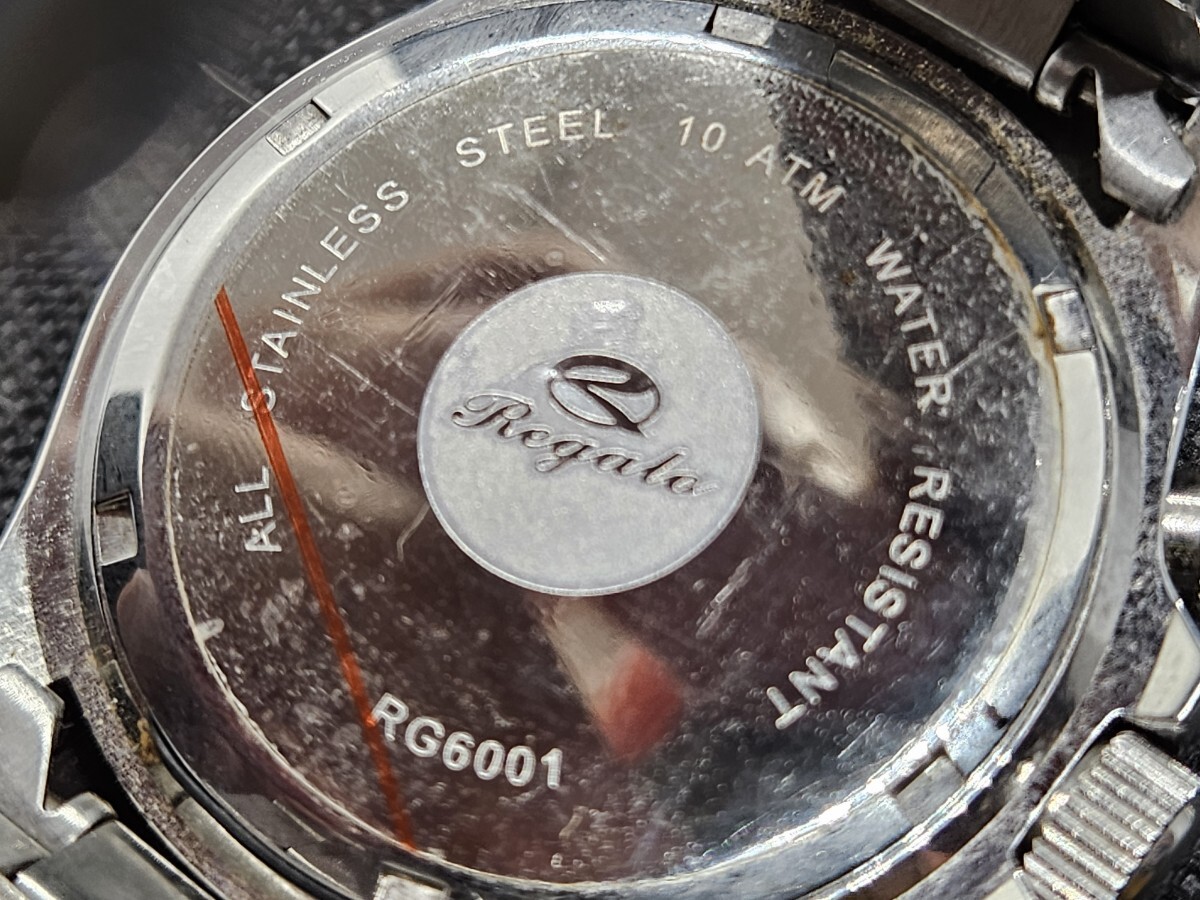 ALL STAINLESS STEEL 10 ATM WATER RESISTANT
Regalo
RG6001